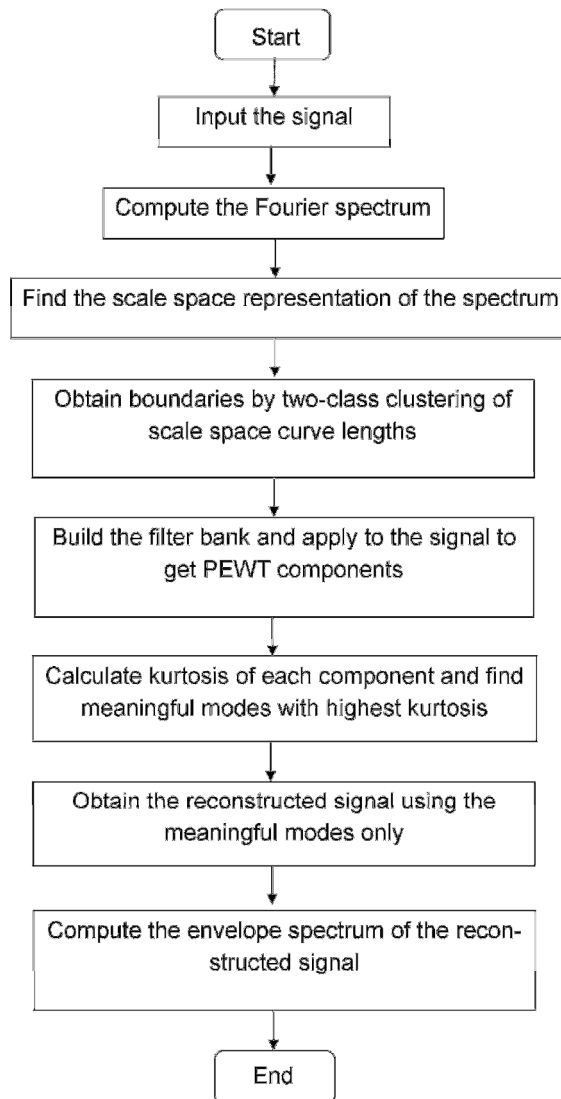 Start
Input the signal
Compute the Fourier spectrum
Find the scale space representation of the spectrum
Obtain boundaries by two-class clustering of
scale space curve lengths
Build the filter bank and apply to the signal to
get PEWT components
Calculate kurtosis of each component and find
meaningful modes with highest kurtosis
Obtain the reconstructed signal using the
meaningful modes only
Compute the envelope spectrum of the recon-
structed signal
End